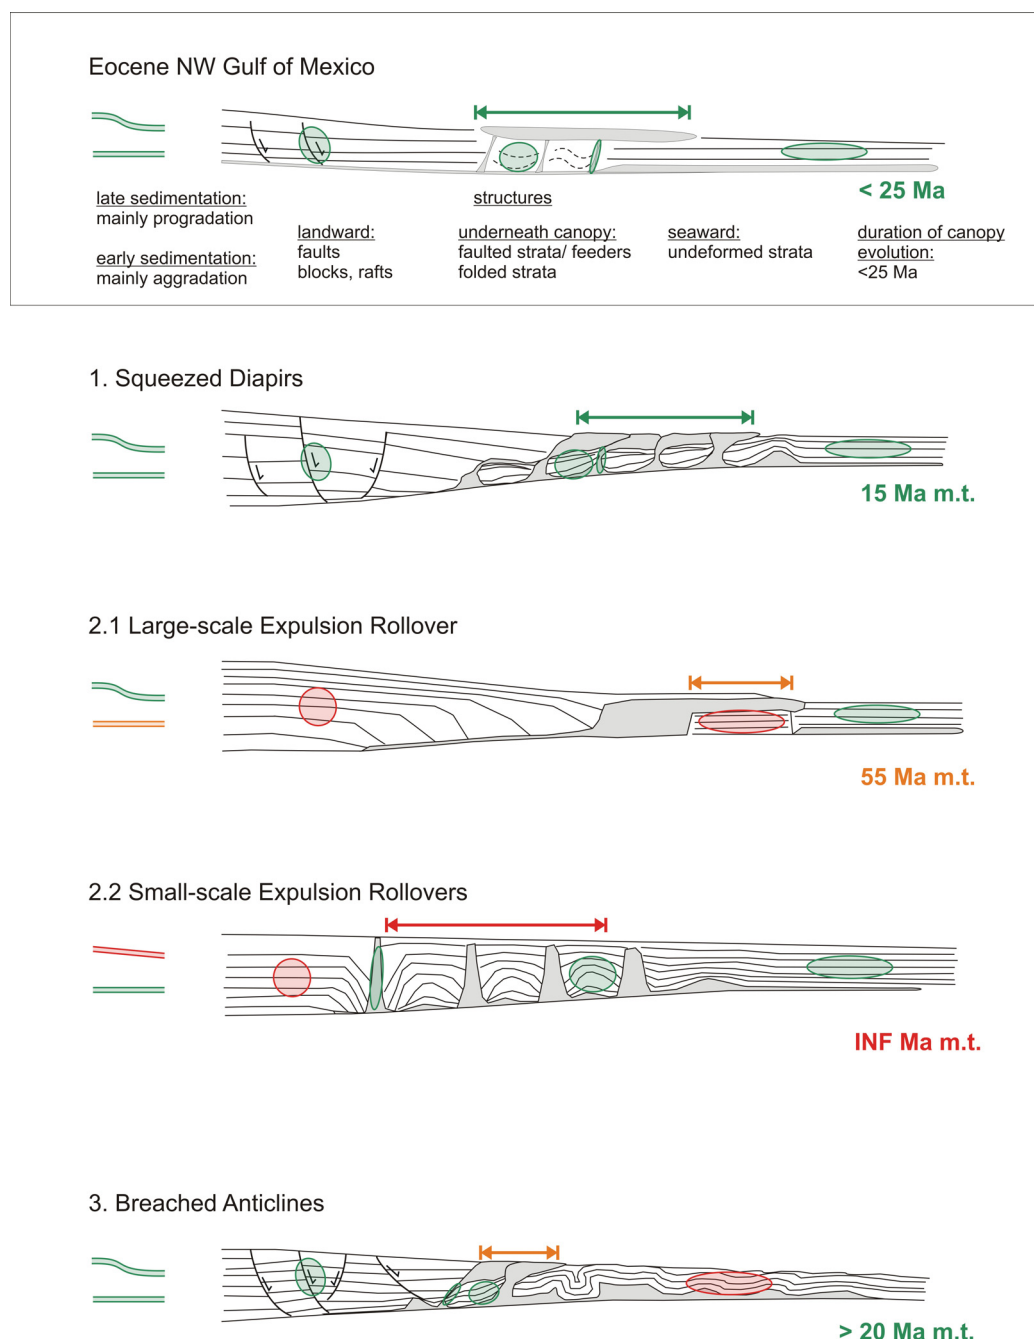 Eocene NW Gulf of Mexico
< 25 Ma
late sedimentation:
mainly progradation
early sedimentation:
mainly aggradation
structures
landward:
faults
blocks, rafts
underneath canopy:
faulted strata/ feeders
folded strata
seaward:
undeformed strata
duration of canopy
evolution:
<25 Ma
1. Squeezed Diapirs
15 Ma m.t.
2.1 Large-scale Expulsion Rollover
55 Ma m.t.
2.2 Small-scale Expulsion Rollovers
INF Ma m.t.
3. Breached Anticlines
> 20 Ma m.t.